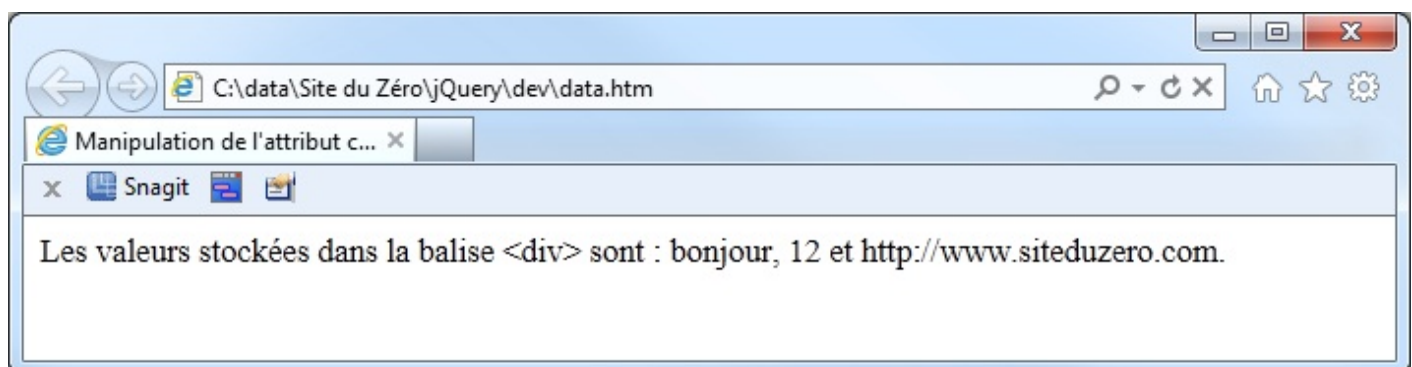 C:\data\Site du Zéro\jQuery\dev\data.htm
Manipulation de l'attribut c...
Snagit
Les valeurs stockées dans la balise <div> sont : bonjour, 12 et http://www.siteduzero.com.